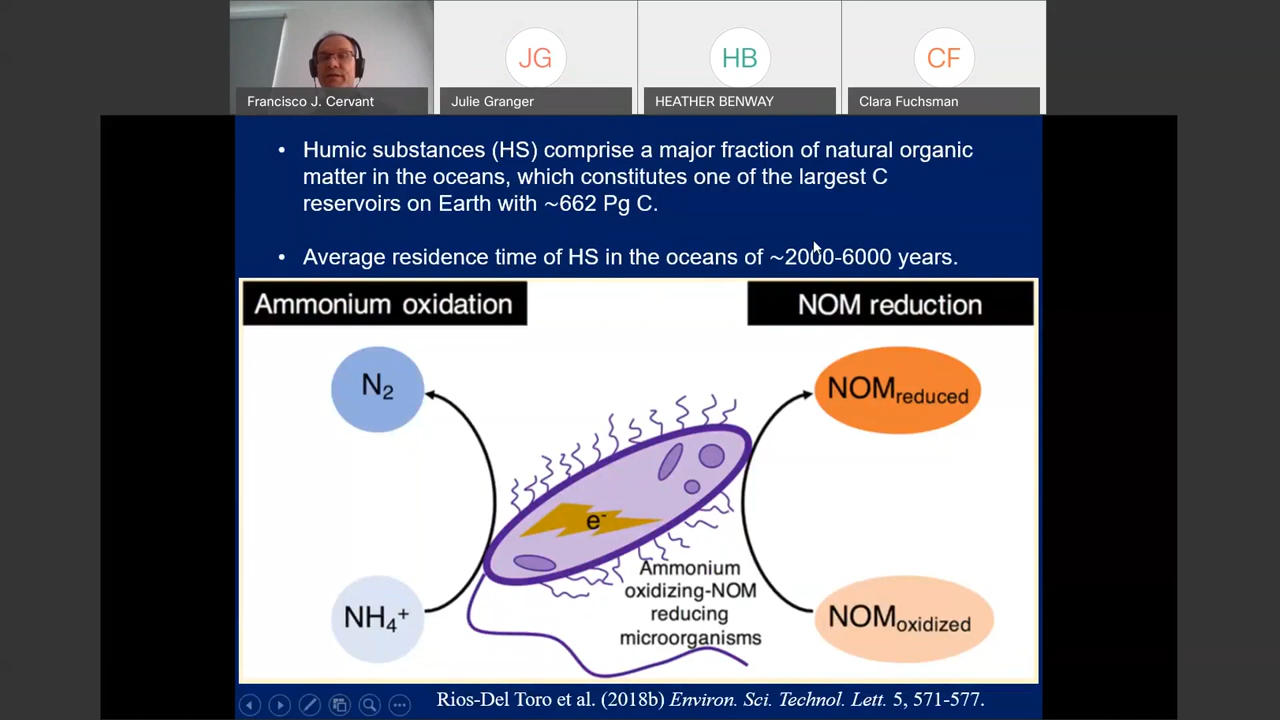 JG
HB
CF
Francisco J. Cervant
Julie Granger
HEATHER BENWAY
Clara Fuchsman
• Humic substances (HS) comprise a major fraction of natural organic
matter in the oceans, which constitutes one of the largest C
reservoirs on Earth with ~662 Pg C.
• Average residence time of HS in the oceans of ~2000-6000 years.
Ammonium oxidation
NOM reduction
N₂
NOMreduced
e⁻
Ammonium
oxidizing-NOM
reducing
microorganisms
NH₄⁺
NOMoxidized
Rios-Del Toro et al. (2018b) Environ. Sci. Technol. Lett. 5, 571-577.